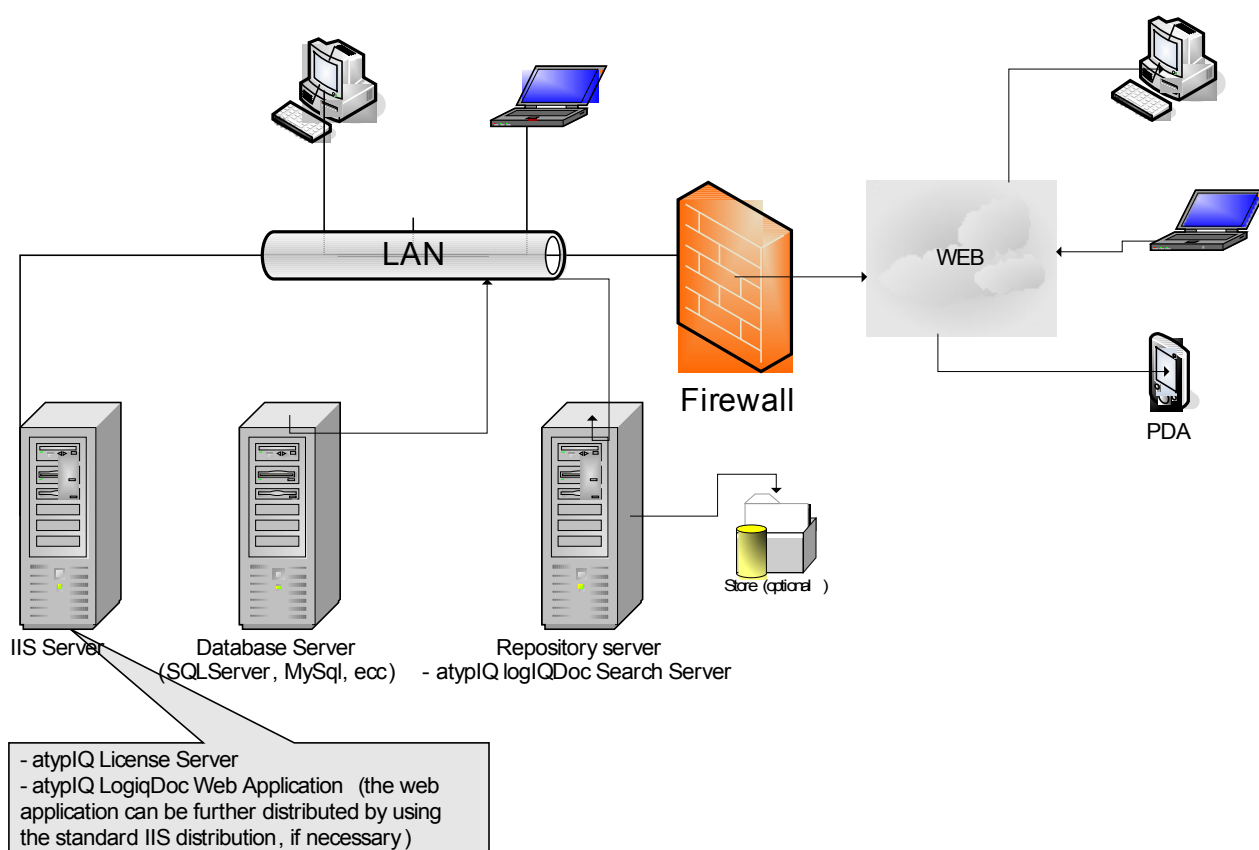 LAN
WEB
Firewall
PDA
Store (optional )
IIS Server
Database Server
(SQLServer, MySql, ecc)
Repository server
- atypIQ logIQDoc Search Server
- atypIQ License Server
- atypIQ LogiqDoc Web Application (the web
application can be further distributed by using
the standard IIS distribution, if necessary)